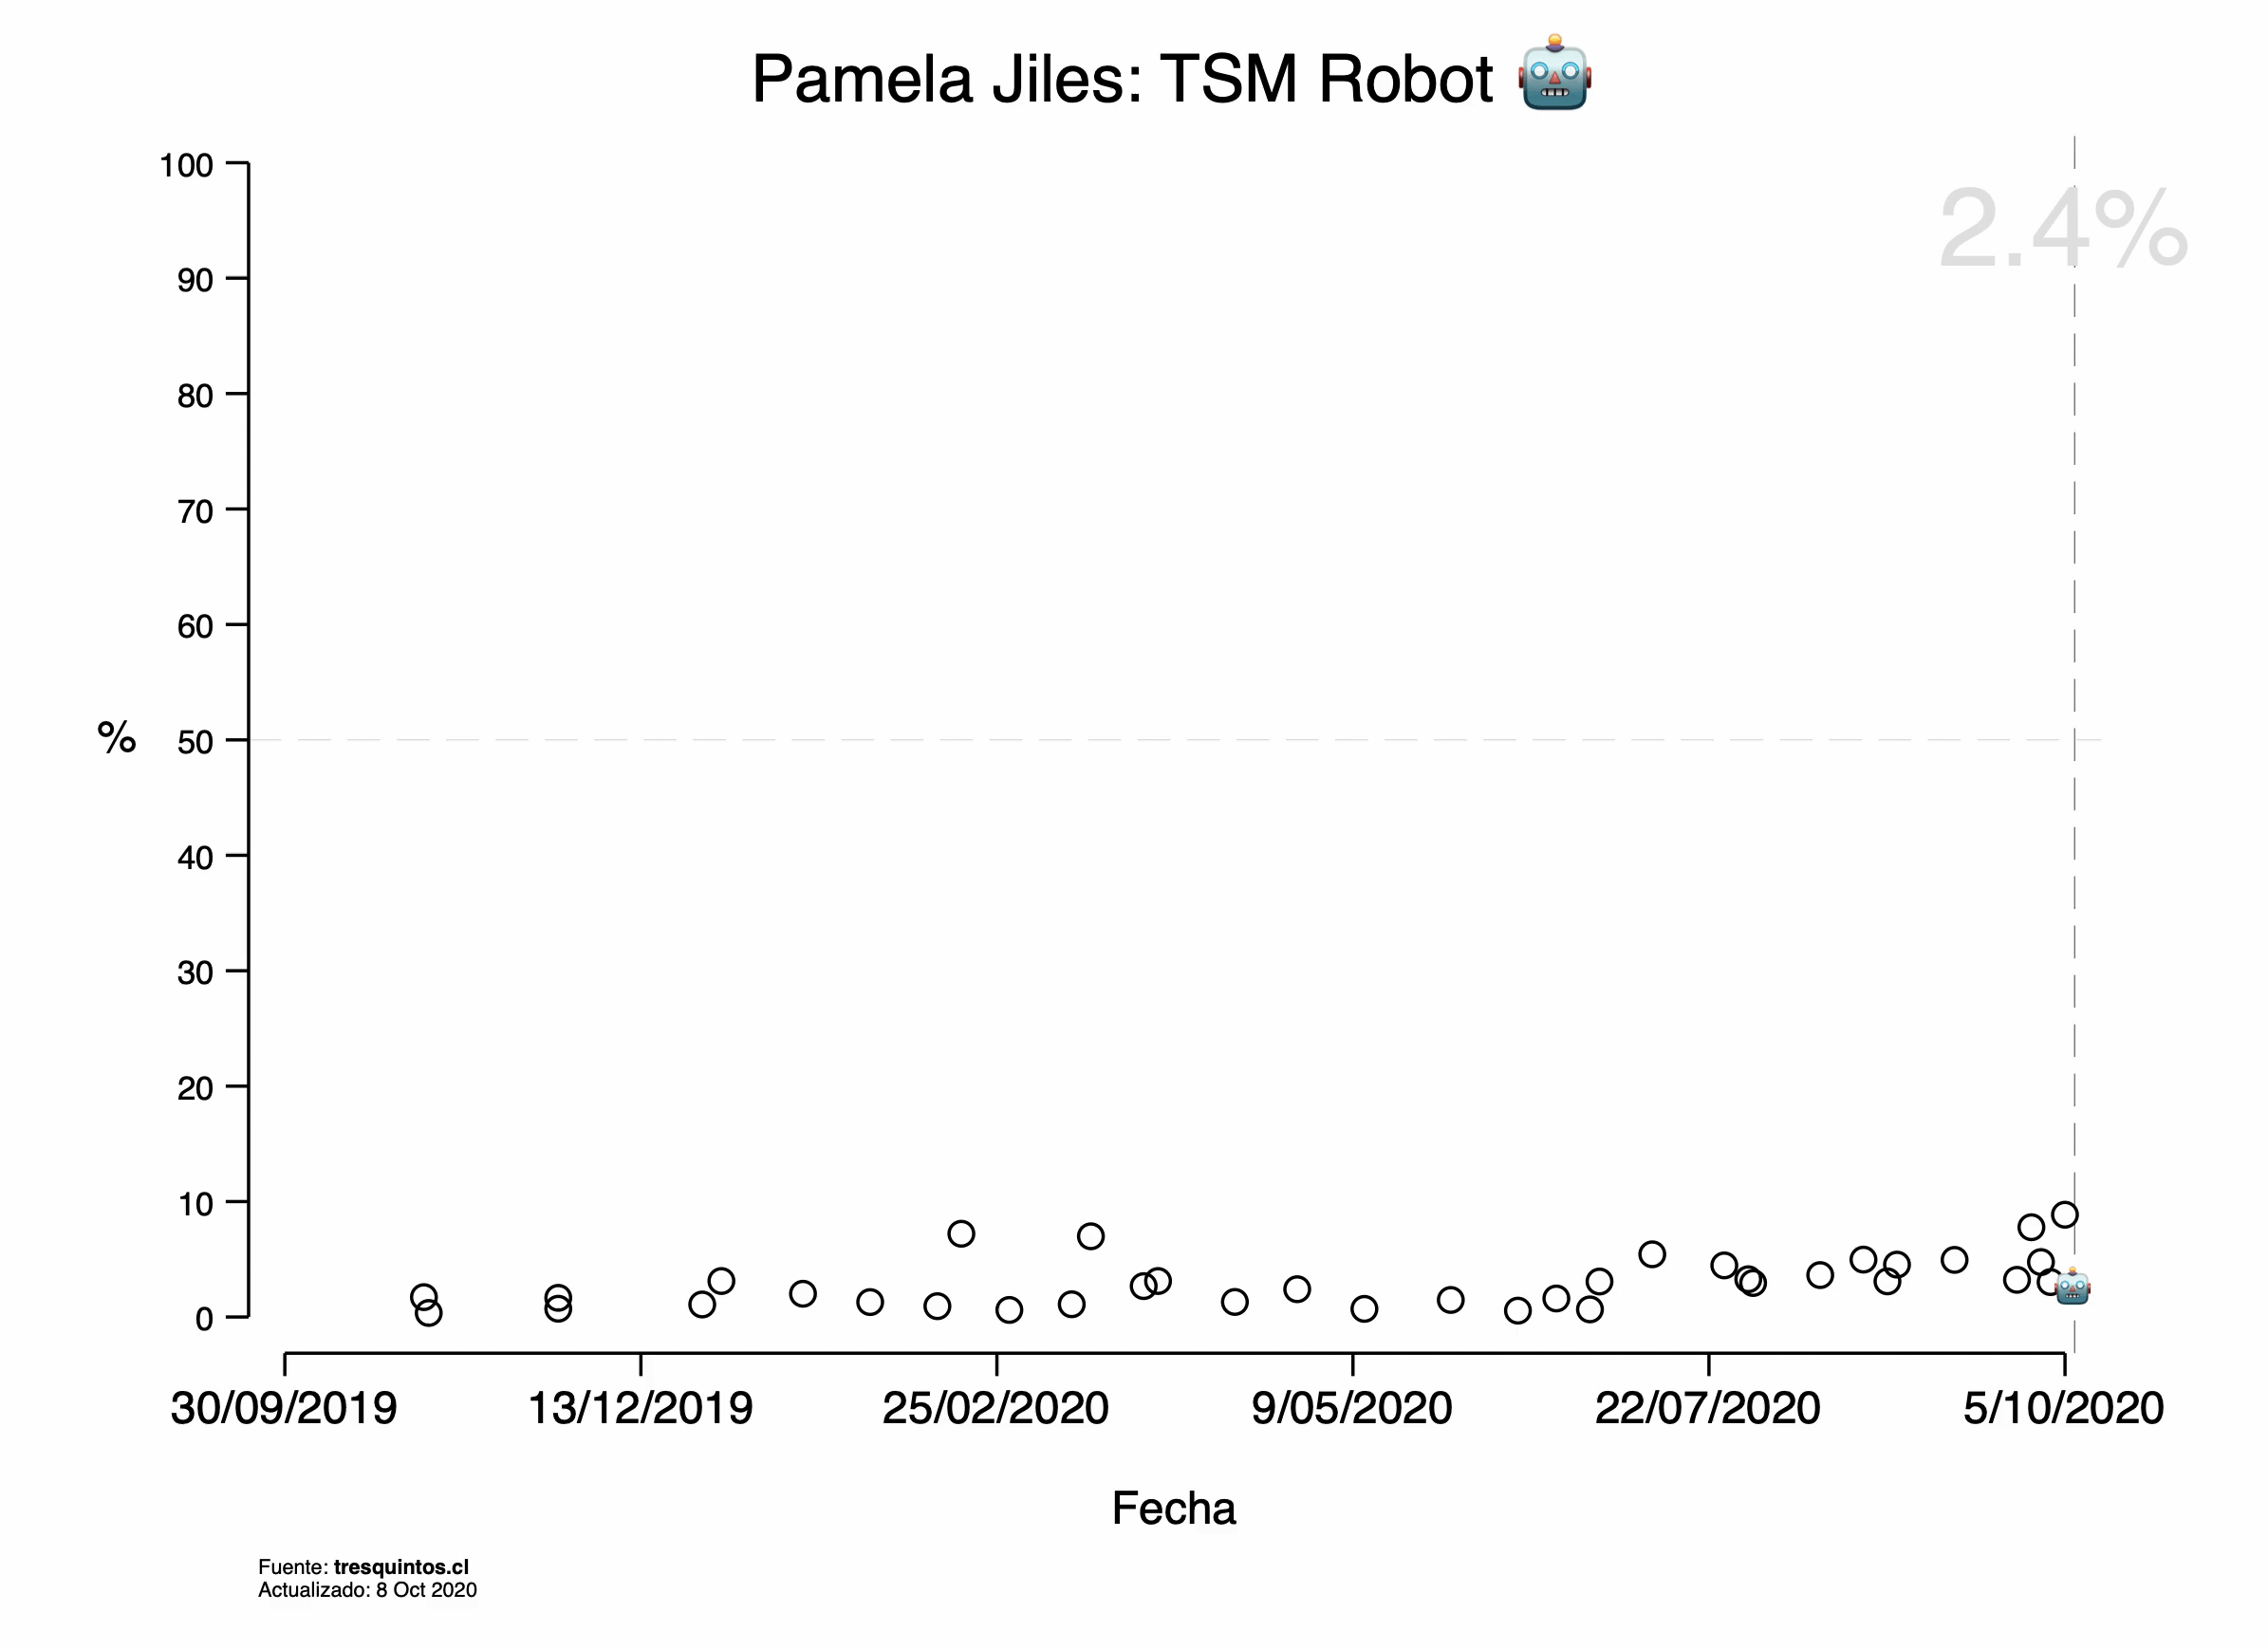 Pamela Jiles: TSM Robot 🤖
100
2.4%
90
80
70
60
% 50
40
30
20
10
0
30/09/2019 13/12/2019 25/02/2020 9/05/2020 22/07/2020 5/10/2020
Fecha
Fuente: tresquintos.cl
Actualizado: 8 Oct 2020